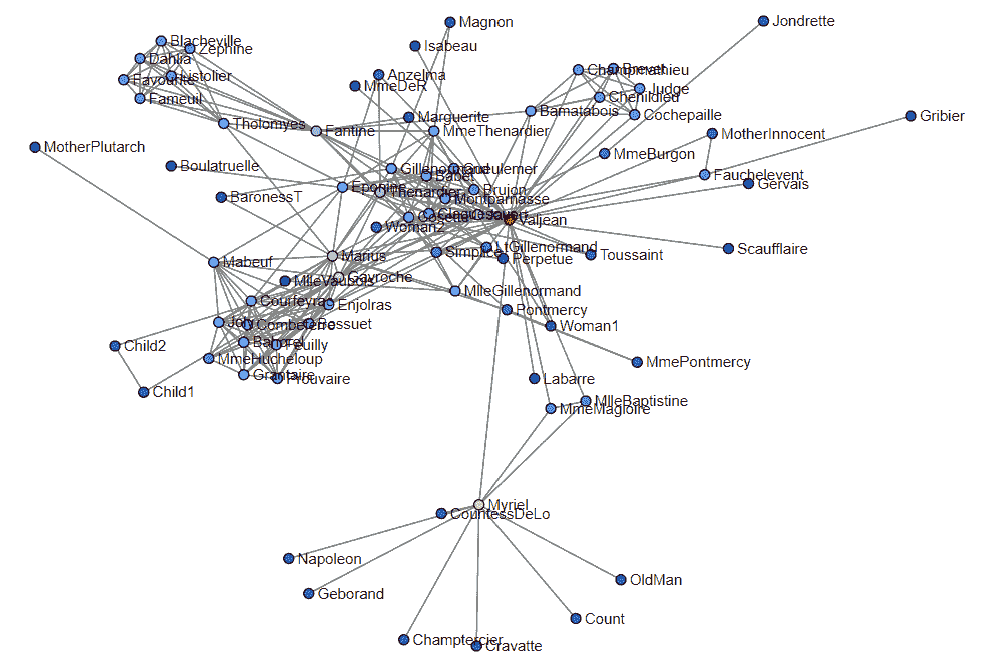 Magnon
Jondrette
Blacheville
Isabeau
Zephine
Dahlia
Champmathieu
Brevet
Listolier
Favourite
Anzelma
MmeDeR
Judge
Fameuil
Chenildieu
Bamatabois
Cochepaille
Gribier
Marguerite
Tholomyes
Fantine
MmeThenardier
MotherInnocent
MotherPlutarch
MmeBurgon
Boulatruelle
Gillenormand
Gueulemer
Babet
Fauchelevent
Gervais
Eponine
Thenardier
Brujon
BaronessT
Montparnasse
Cosette
Claquesous
Javert
Valjean
Woman2
LtGillenormand
Scaufflaire
Marius
Simplice
Perpetue
Toussaint
Mabeuf
Gavroche
MlleVaubois
MlleGillenormand
Courfeyrac
Enjolras
Pontmercy
Joly
Combeferre
Bossuet
Woman1
Child2
Bahorel
Feuilly
MmeHucheloup
MmePontmercy
Grantaire
Prouvaire
Labarre
Child1
MlleBaptistine
MmeMagloire
Myriel
CountessDeLo
Napoleon
OldMan
Geborand
Count
Champtercier
Cravatte